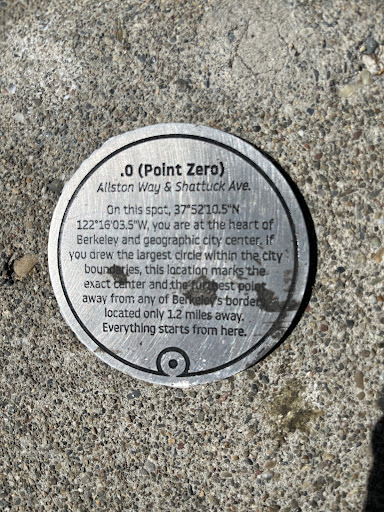 .0 (Point Zero)
Allston Way & Shattuck Ave.
On this spot, 37°52'10.5"N
122°16'03.5"W, you are at the heart of
Berkeley and geographic city center. If
you drew the largest circle within the city
boundaries, this location marks the
exact center and the furthest point
away from any of Berkeley's borders
located only 1.2 miles away.
Everything starts from here.